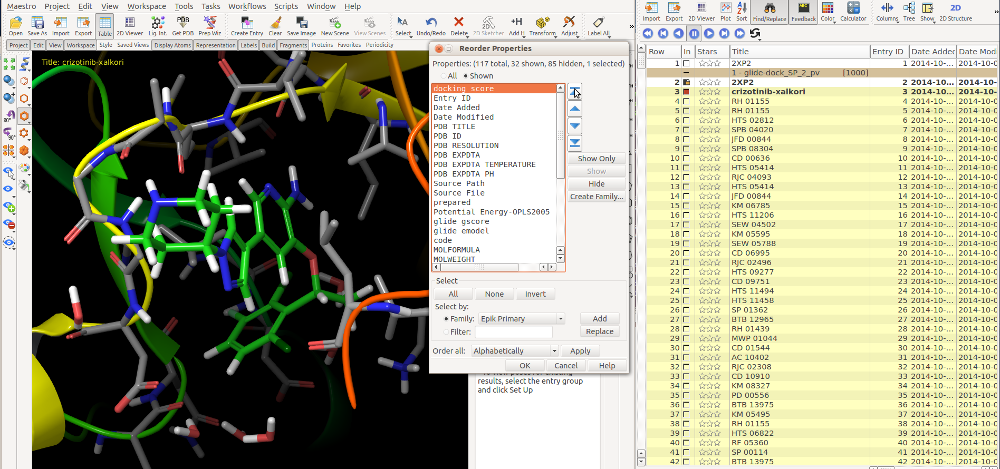 Maestro Project Edit View Workspace Tools Tasks Workflows Scripts Window Help
Open Save As Import Export Table 2D Viewer Lig. Int. Get PDB Prep Wiz Create Entry Clear Save Image New Scene View Scenes Select Undo/Redo Delete 2D Sketcher Add H Transform Adjust Label All
Project Edit View Workspace Style Saved Views Display Atoms Representation Labels Build Fragments Proteins Favorites Periodicity
Title: crizotinib-xalkori
90°
90°
Reorder Properties
Properties: (117 total, 32 shown, 85 hidden, 1 selected)
All Shown
docking score
Entry ID
Date Added
Date Modified
PDB TITLE
PDB ID
PDB RESOLUTION
PDB EXPDTA
PDB EXPDTA TEMPERATURE
PDB EXPDTA PH
Source Path
Source File
prepared
Potential Energy-OPLS2005
glide gscore
glide emodel
code
MOLFORMULA
MOLWEIGHT
Show Only
Show
Hide
Create Family...
Select
All None Invert
Select by:
Family: Epik Primary Add
Filter: Replace
Order all: Alphabetically Apply
OK Cancel Help
results, select the entry group
and click Set Up
Import Export 2D Viewer Plot Sort Find/Replace Feedback Color Calculator Columns Tree Show 2D Structure
Row In Stars Title Entry ID Date Added Date Mod
1 2XP2 1 2014-10-... 2014-10-0
1 - glide-dock_SP_2_pv [1000]
2 2XP2 2 2014-10... 2014-10-
3 crizotinib-xalkori 3 2014-10... 2014-10-
4 RH 01155 4 2014-10-... 2014-10-0
5 RH 01155 5 2014-10-... 2014-10-0
6 HTS 02812 6 2014-10-... 2014-10-0
7 SPB 04020 7 2014-10-... 2014-10-0
8 JFD 00844 8 2014-10-... 2014-10-0
9 SPB 08304 9 2014-10-... 2014-10-0
10 CD 00636 10 2014-10-... 2014-10-0
11 HTS 05414 11 2014-10-... 2014-10-0
12 RJC 04093 12 2014-10-... 2014-10-0
13 HTS 05414 13 2014-10-... 2014-10-0
14 JFD 00844 14 2014-10-... 2014-10-0
15 KM 06785 15 2014-10-... 2014-10-0
16 HTS 11206 16 2014-10-... 2014-10-0
17 SEW 04502 17 2014-10-... 2014-10-0
18 KM 05595 18 2014-10-... 2014-10-0
19 SEW 05788 19 2014-10-... 2014-10-0
20 CD 06995 20 2014-10-... 2014-10-0
21 RJC 02496 21 2014-10-... 2014-10-0
22 HTS 09277 22 2014-10-... 2014-10-0
23 CD 09751 23 2014-10-... 2014-10-0
24 HTS 11494 24 2014-10-... 2014-10-0
25 HTS 11458 25 2014-10-... 2014-10-0
26 SP 01362 26 2014-10-... 2014-10-0
27 BTB 12965 27 2014-10-... 2014-10-0
28 RH 01439 28 2014-10-... 2014-10-0
29 MWP 01044 29 2014-10-... 2014-10-0
30 CD 01544 30 2014-10-... 2014-10-0
31 AC 10402 31 2014-10-... 2014-10-0
32 RJC 02308 32 2014-10-... 2014-10-0
33 CD 10910 33 2014-10-... 2014-10-0
34 KM 08327 34 2014-10-... 2014-10-0
35 PD 00556 35 2014-10-... 2014-10-0
36 BTB 13975 36 2014-10-... 2014-10-0
37 KM 05495 37 2014-10-... 2014-10-0
38 RH 01155 38 2014-10-... 2014-10-0
39 HTS 06822 39 2014-10-... 2014-10-0
40 RF 05360 40 2014-10-... 2014-10-0
41 SP 00114 41 2014-10-... 2014-10-0
42 BTB 13975 42 2014-10-... 2014-10-0